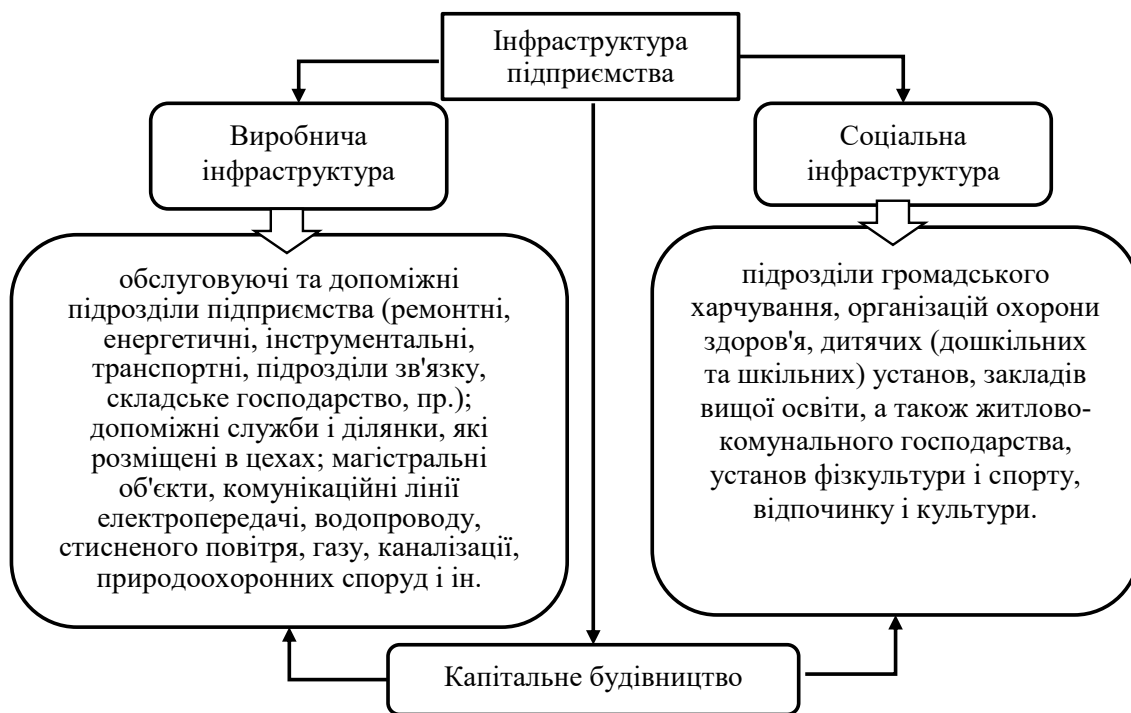 Інфраструктура
підприємства
Виробнича
інфраструктура
Соціальна
інфраструктура
обслуговуючі та допоміжні
підрозділи підприємства (ремонтні,
енергетичні, інструментальні,
транспортні, підрозділи зв'язку,
складське господарство, пр.);
допоміжні служби і ділянки, які
розміщені в цехах; магістральні
об'єкти, комунікаційні лінії
електропередачі, водопроводу,
стисненого повітря, газу, каналізації,
природоохоронних споруд і ін.
підрозділи громадського
харчування, організацій охорони
здоров'я, дитячих (дошкільних
та шкільних) установ, закладів
вищої освіти, а також житлово-
комунального господарства,
установ фізкультури і спорту,
відпочинку і культури.
Капітальне будівництво